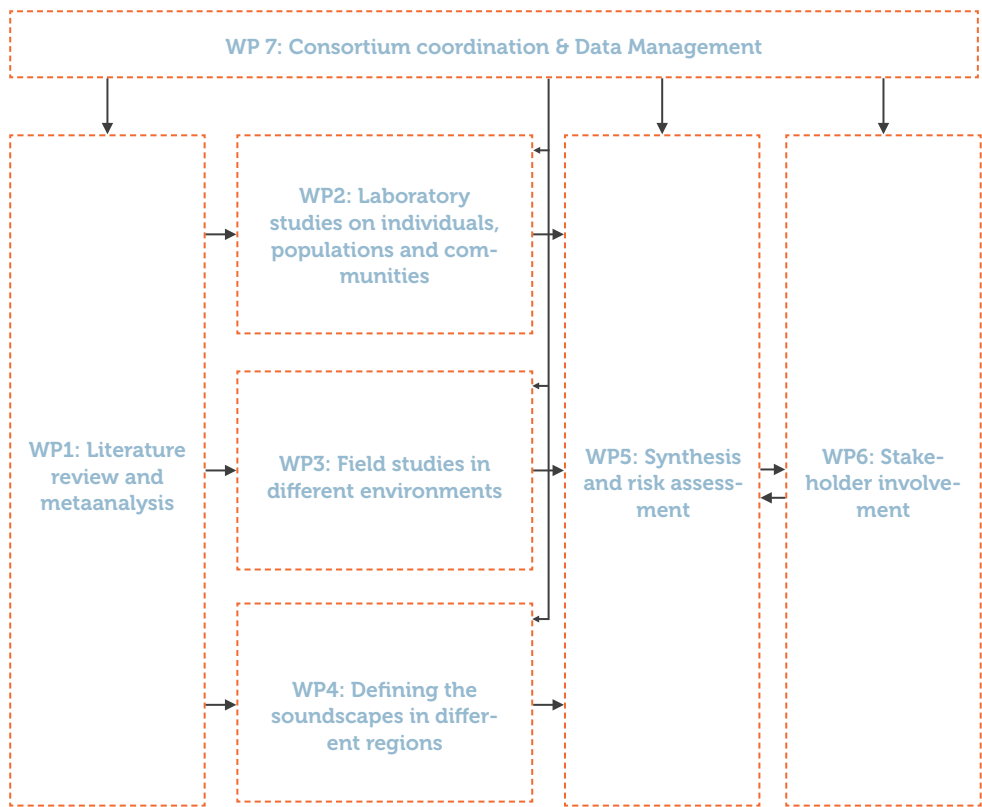 WP 7: Consortium coordination & Data Management
WP1: Literature
review and
metaanalysis
WP2: Laboratory
studies on individuals,
populations and com-
munities
WP3: Field studies in
different environments
WP4: Defining the
soundscapes in differ-
ent regions
WP5: Synthesis
and risk assess-
ment
WP6: Stake-
holder involve-
ment